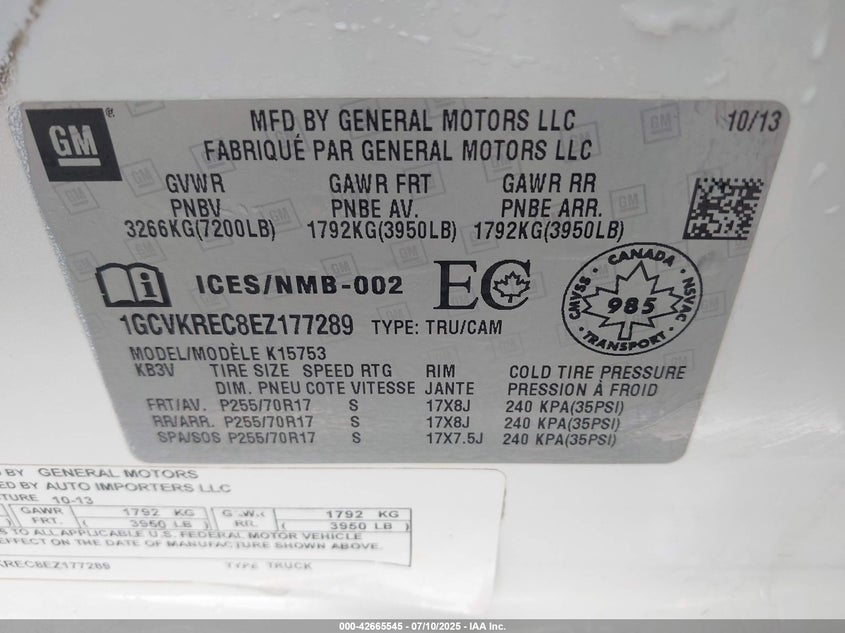 GM
®
MFD BY GENERAL MOTORS LLC
10/13
FABRIQUÉ PAR GENERAL MOTORS LLC
GVWR GAWR FRT GAWR RR
PNBV PNBE AV. PNBE ARR.
3266KG(7200LB) 1792KG(3950LB) 1792KG(3950LB)
ICES/NMB-002 EC
CANADA CMVSS 985 NSVAC TRANSPORT
1GCVKREC8EZ177289 TYPE: TRU/CAM
MODEL/MODÈLE K15753
KB3V TIRE SIZE SPEED RTG RIM COLD TIRE PRESSURE
DIM. PNEU COTE VITESSE JANTE PRESSION À FROID
FRT/AV. P255/70R17 S 17X8J 240 KPA(35PSI)
RR/ARR. P255/70R17 S 17X8J 240 KPA(35PSI)
SPA/SOS P255/70R17 S 17X7.5J 240 KPA(35PSI)
BY GENERAL MOTORS
ED BY AUTO IMPORTERS LLC
TURE 10-13
GAWR 1792 KG G.A.W. 1792 KG
FRT. ( 3950 LB ) RR. ( 3950 LB )
S TO ALL APPLICABLE U.S. FEDERAL MOTOR VEHICLE
EFFECT ON THE DATE OF MANUFACTURE SHOWN ABOVE.
KREC8EZ177289 TYPE TRUCK
000-42665545 - 07/10/2025 - IAA Inc.